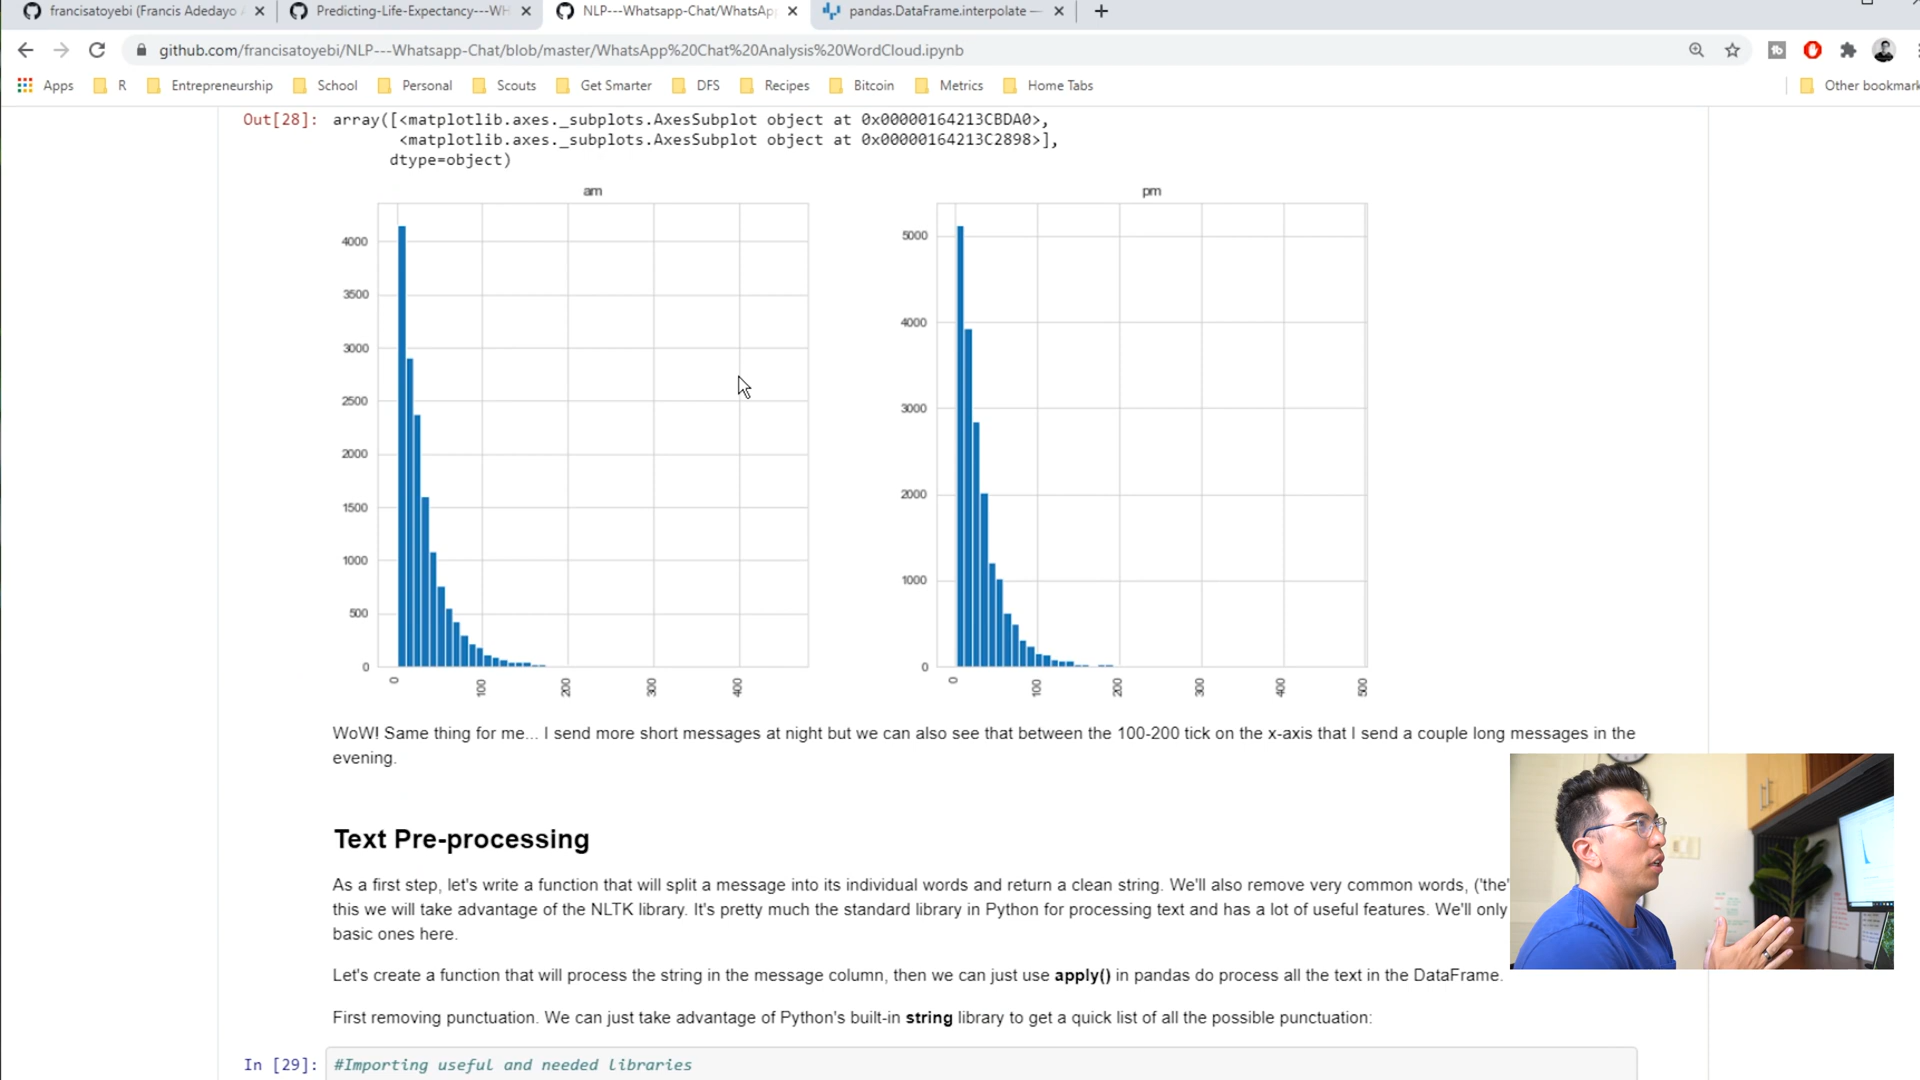 francisatoyebi (Francis Adedayo
Predicting-Life-Expectancy---WH
NLP---Whatsapp-Chat/WhatsAp
pandas.DataFrame.interpolate —
github.com/francisatoyebi/NLP---Whatsapp-Chat/blob/master/WhatsApp%20Chat%20Analysis%20WordCloud.ipynb
Apps
R
Entrepreneurship
School
Personal
Scouts
Get Smarter
DFS
Recipes
Bitcoin
Metrics
Home Tabs
Other bookmark
Out[28]: array([<matplotlib.axes._subplots.AxesSubplot object at 0x00000164213CBDA0>,
<matplotlib.axes._subplots.AxesSubplot object at 0x00000164213C2898>],
dtype=object)
am
4000
3500
3000
2500
2000
1500
1000
500
0
0 100 200 300 400
pm
5000
4000
3000
2000
1000
0
0 100 200 300 400 500
WoW! Same thing for me... I send more short messages at night but we can also see that between the 100-200 tick on the x-axis that I send a couple long messages in the
evening.
Text Pre-processing
As a first step, let's write a function that will split a message into its individual words and return a clean string. We'll also remove very common words, ('the'
this we will take advantage of the NLTK library. It's pretty much the standard library in Python for processing text and has a lot of useful features. We'll only
basic ones here.
Let's create a function that will process the string in the message column, then we can just use apply() in pandas do process all the text in the DataFrame.
First removing punctuation. We can just take advantage of Python's built-in string library to get a quick list of all the possible punctuation:
In [29]: #Importing useful and needed libraries